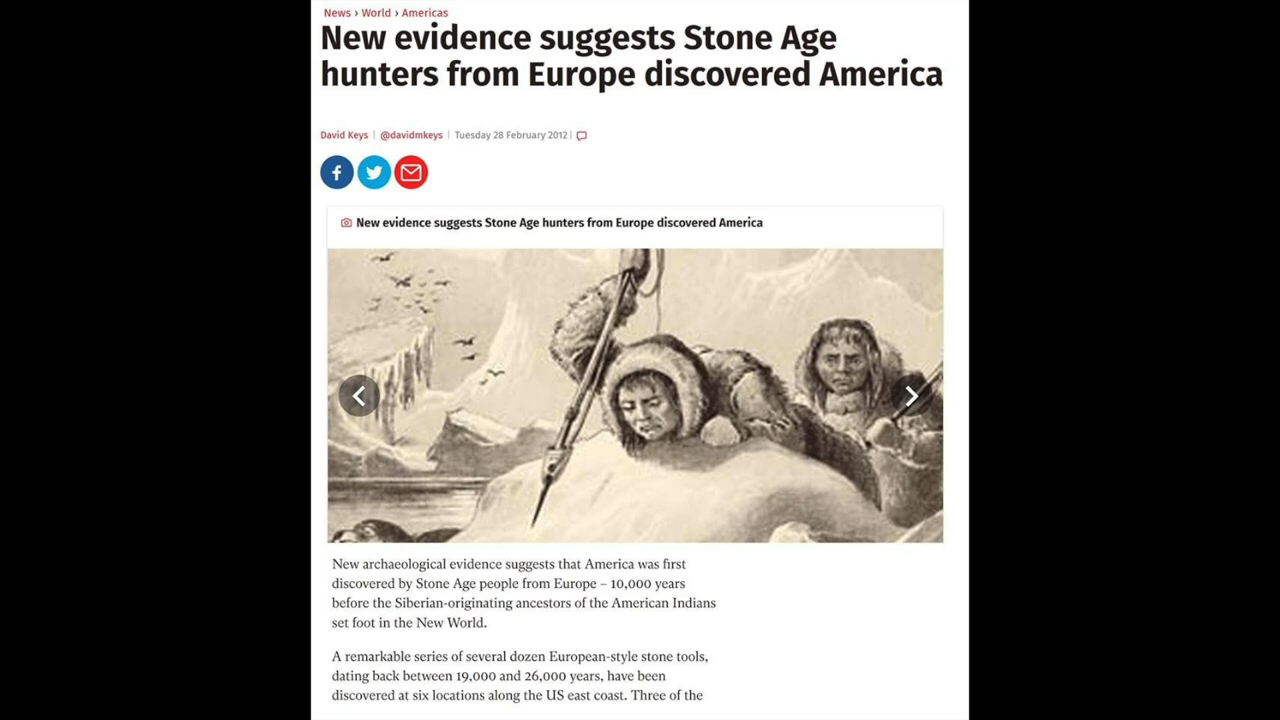 News › World › Americas
New evidence suggests Stone Age
hunters from Europe discovered America
David Keys | @davidmkeys | Tuesday 28 February 2012 |
New evidence suggests Stone Age hunters from Europe discovered America
New archaeological evidence suggests that America was first
discovered by Stone Age people from Europe – 10,000 years
before the Siberian-originating ancestors of the American Indians
set foot in the New World.
A remarkable series of several dozen European-style stone tools,
dating back between 19,000 and 26,000 years, have been
discovered at six locations along the US east coast. Three of the